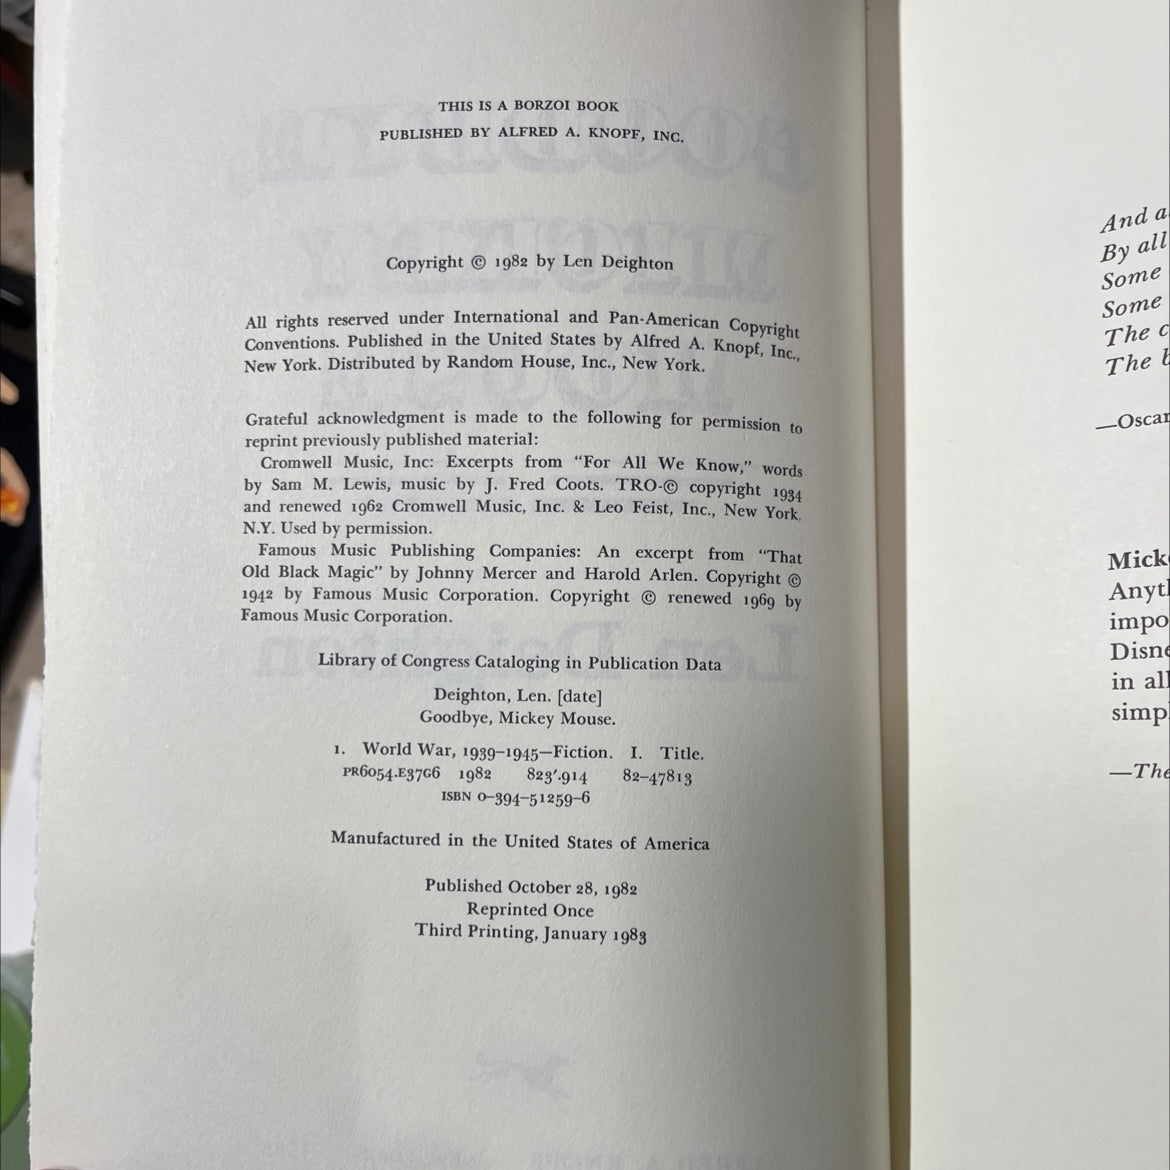 THIS IS A BORZOI BOOK
PUBLISHED BY ALFRED A. KNOPF, INC.
Copyright © 1982 by Len Deighton
All rights reserved under International and Pan-American Copyright
Conventions. Published in the United States by Alfred A. Knopf, Inc.,
New York. Distributed by Random House, Inc., New York.
Grateful acknowledgment is made to the following for permission to
reprint previously published material:
Cromwell Music, Inc: Excerpts from “For All We Know,” words
by Sam M. Lewis, music by J. Fred Coots. TRO-© copyright 1934
and renewed 1962 Cromwell Music, Inc. & Leo Feist, Inc., New York,
N.Y. Used by permission.
Famous Music Publishing Companies: An excerpt from “That
Old Black Magic” by Johnny Mercer and Harold Arlen. Copyright ©
1942 by Famous Music Corporation. Copyright © renewed 1969 by
Famous Music Corporation.
Library of Congress Cataloging in Publication Data
Deighton, Len. [date]
Goodbye, Mickey Mouse.
1. World War, 1939–1945—Fiction. I. Title.
PR6054.E37G6 1982 823'.914 82–47813
ISBN 0–394–51259–6
Manufactured in the United States of America
Published October 28, 1982
Reprinted Once
Third Printing, January 1983
And a
By all
Some
Some
The c
The b
—Oscar
Mick
Anyt
impo
Disne
in all
simp
—The